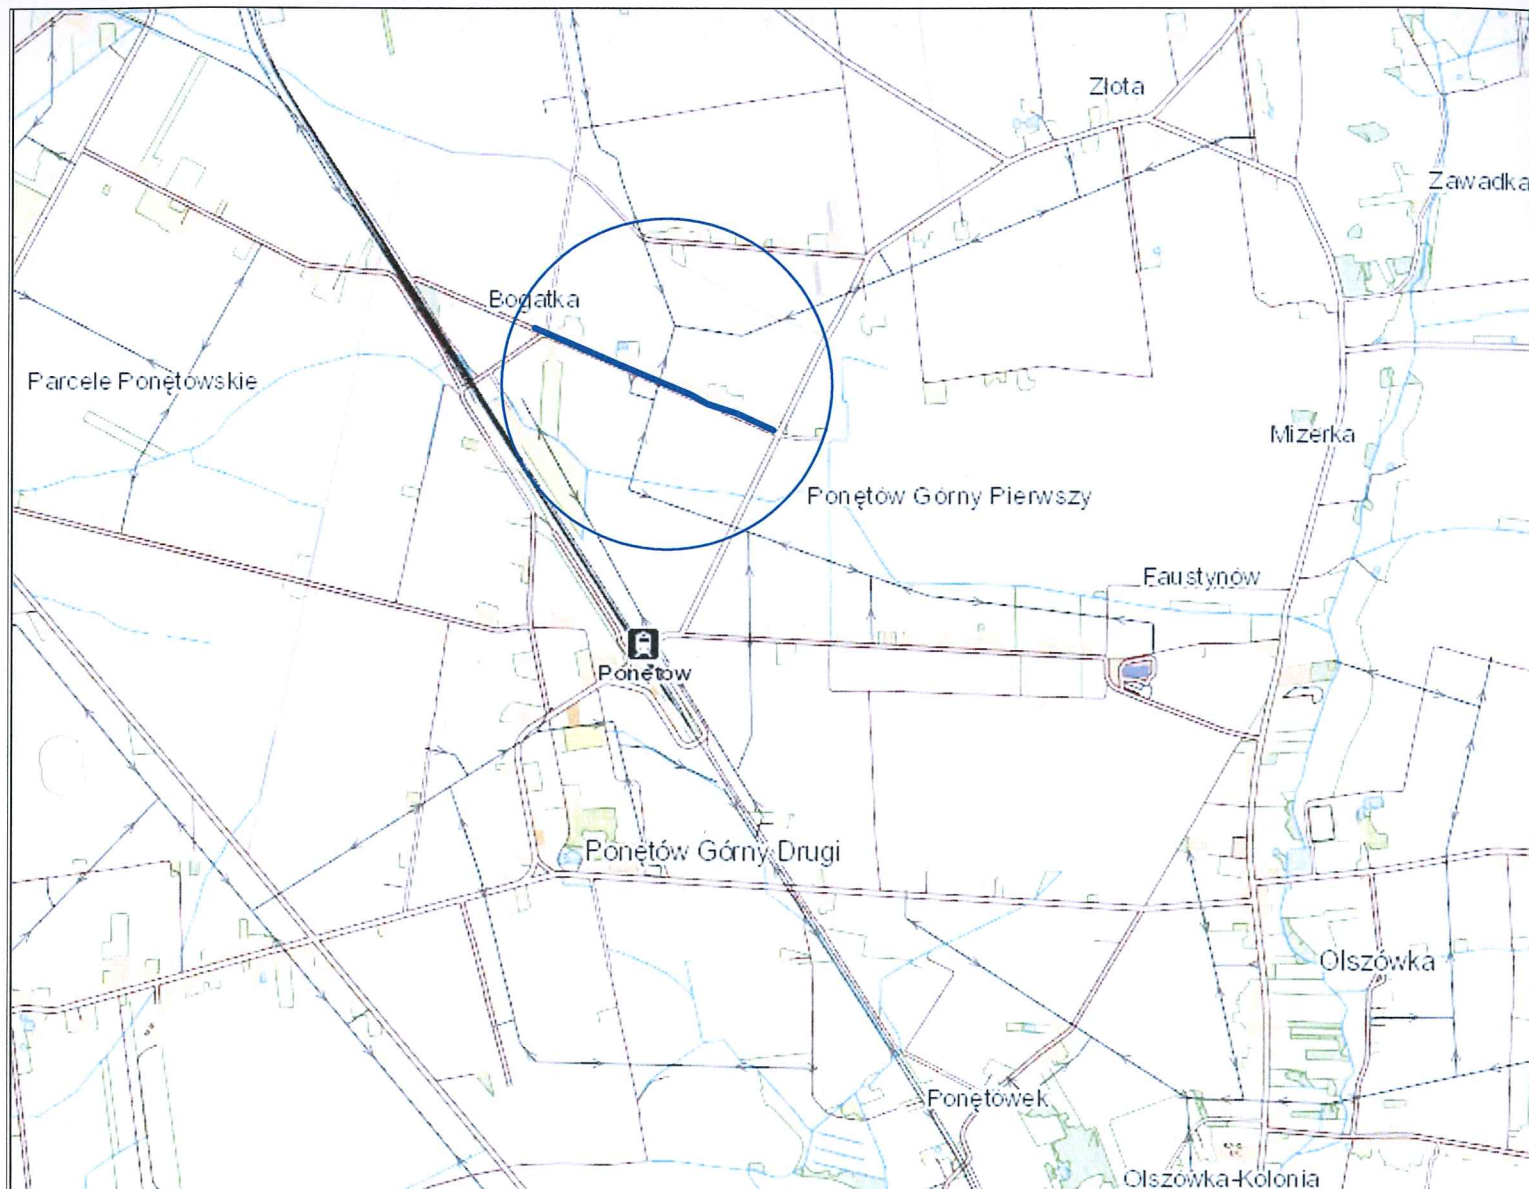 Złota
Zawadka
Bogatka
Parcele Ponętowskie
Mizerka
Ponętów Górny Pierwszy
Faustynów
Ponętów
Ponętów Górny Drugi
Olszówka
Ponętówek
Olszówka-Kolonia